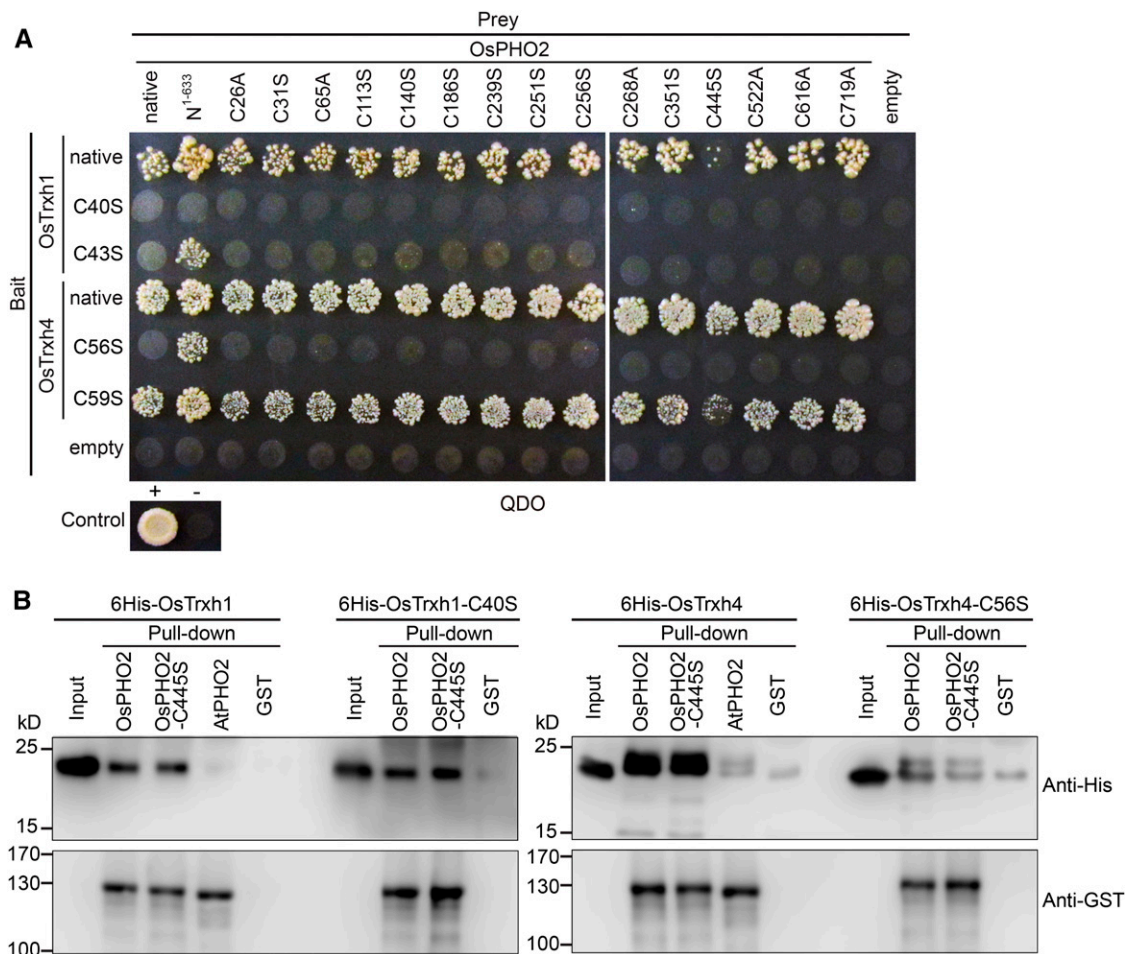 A
Prey
OsPHO2
native N¹⁻⁶³³ C26A C31S C65A C113S C140S C186S C239S C251S C256S C268A C351S C445S C522A C616A C719A empty
Bait
OsTrxh1
native
C40S
C43S
OsTrxh4
native
C56S
C59S
empty
+ -
Control
QDO
B
6His-OsTrxh1 6His-OsTrxh1-C40S 6His-OsTrxh4 6His-OsTrxh4-C56S
Pull-down Pull-down Pull-down Pull-down
Input OsPHO2 OsPHO2 -C445S AtPHO2 GST Input OsPHO2 OsPHO2 -C445S GST Input OsPHO2 OsPHO2 -C445S AtPHO2 GST Input OsPHO2 OsPHO2 -C445S GST
kD kD
25 25
Anti-His
15 15
170 170
130 130
Anti-GST
100 100